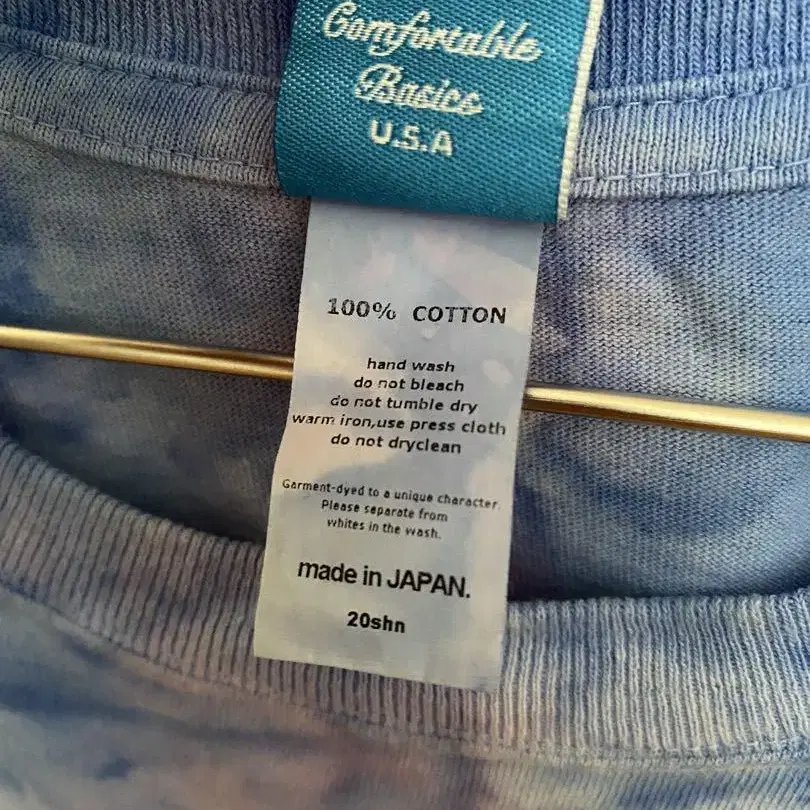 Comfortable
Basics
U.S.A
100% COTTON
hand wash
do not bleach
do not tumble dry
warm iron,use press cloth
do not dryclean
Garment-dyed to a unique character.
Please separate from
whites in the wash.
made in JAPAN.
20shn